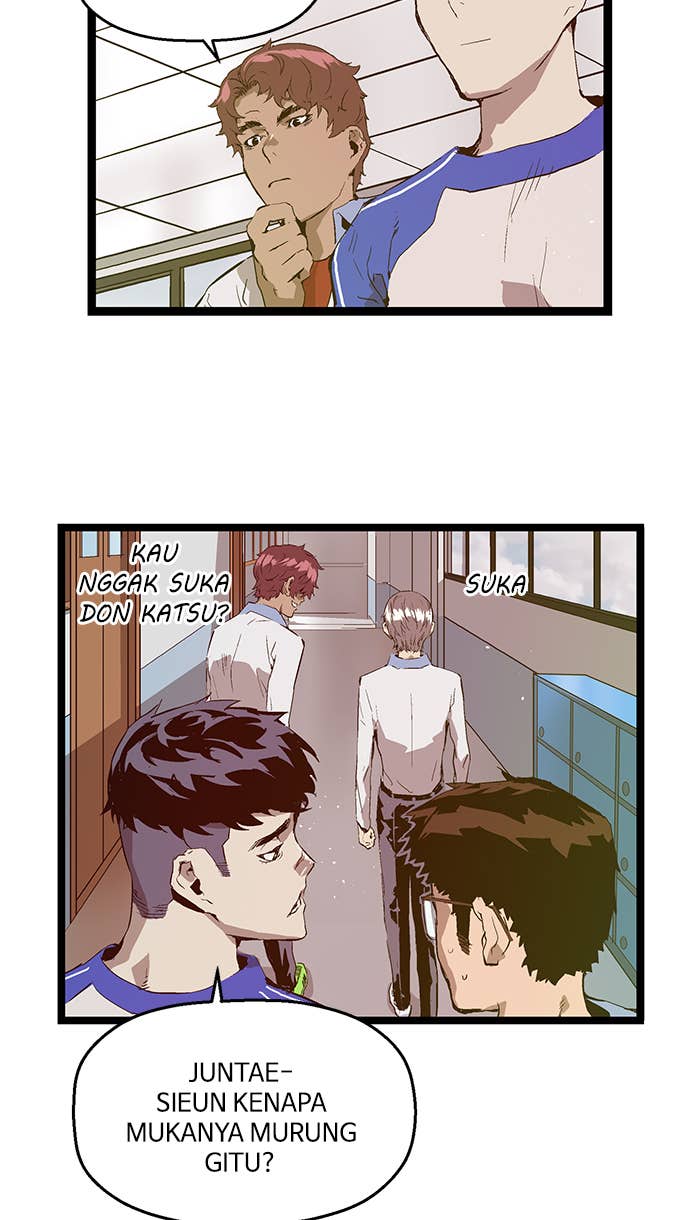 KAU
NGGAK SUKA
DON KATSU?
SUKA
JUNTAE-
SIEUN KENAPA
MUKANYA MURUNG
GITU?